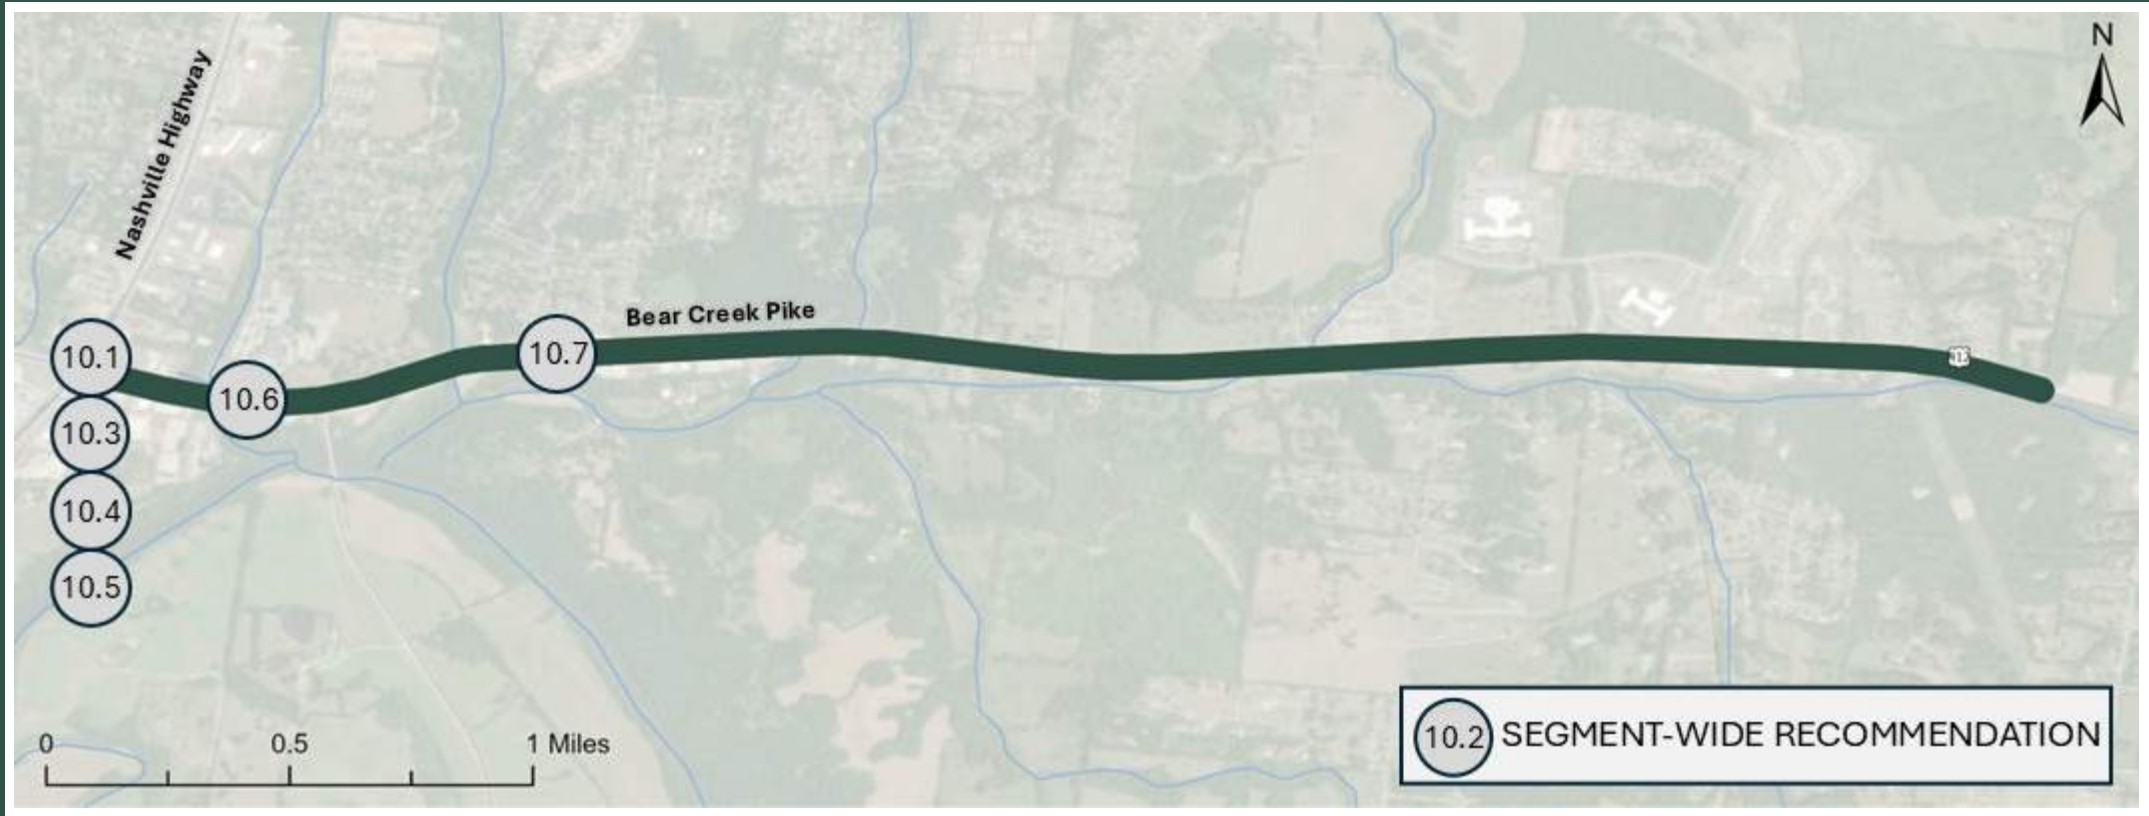 N
Nashville Highway
Bear Creek Pike
10.1
10.7
10.6
10.3
10.4
10.5
0 0.5 1 Miles
10.2 SEGMENT-WIDE RECOMMENDATION